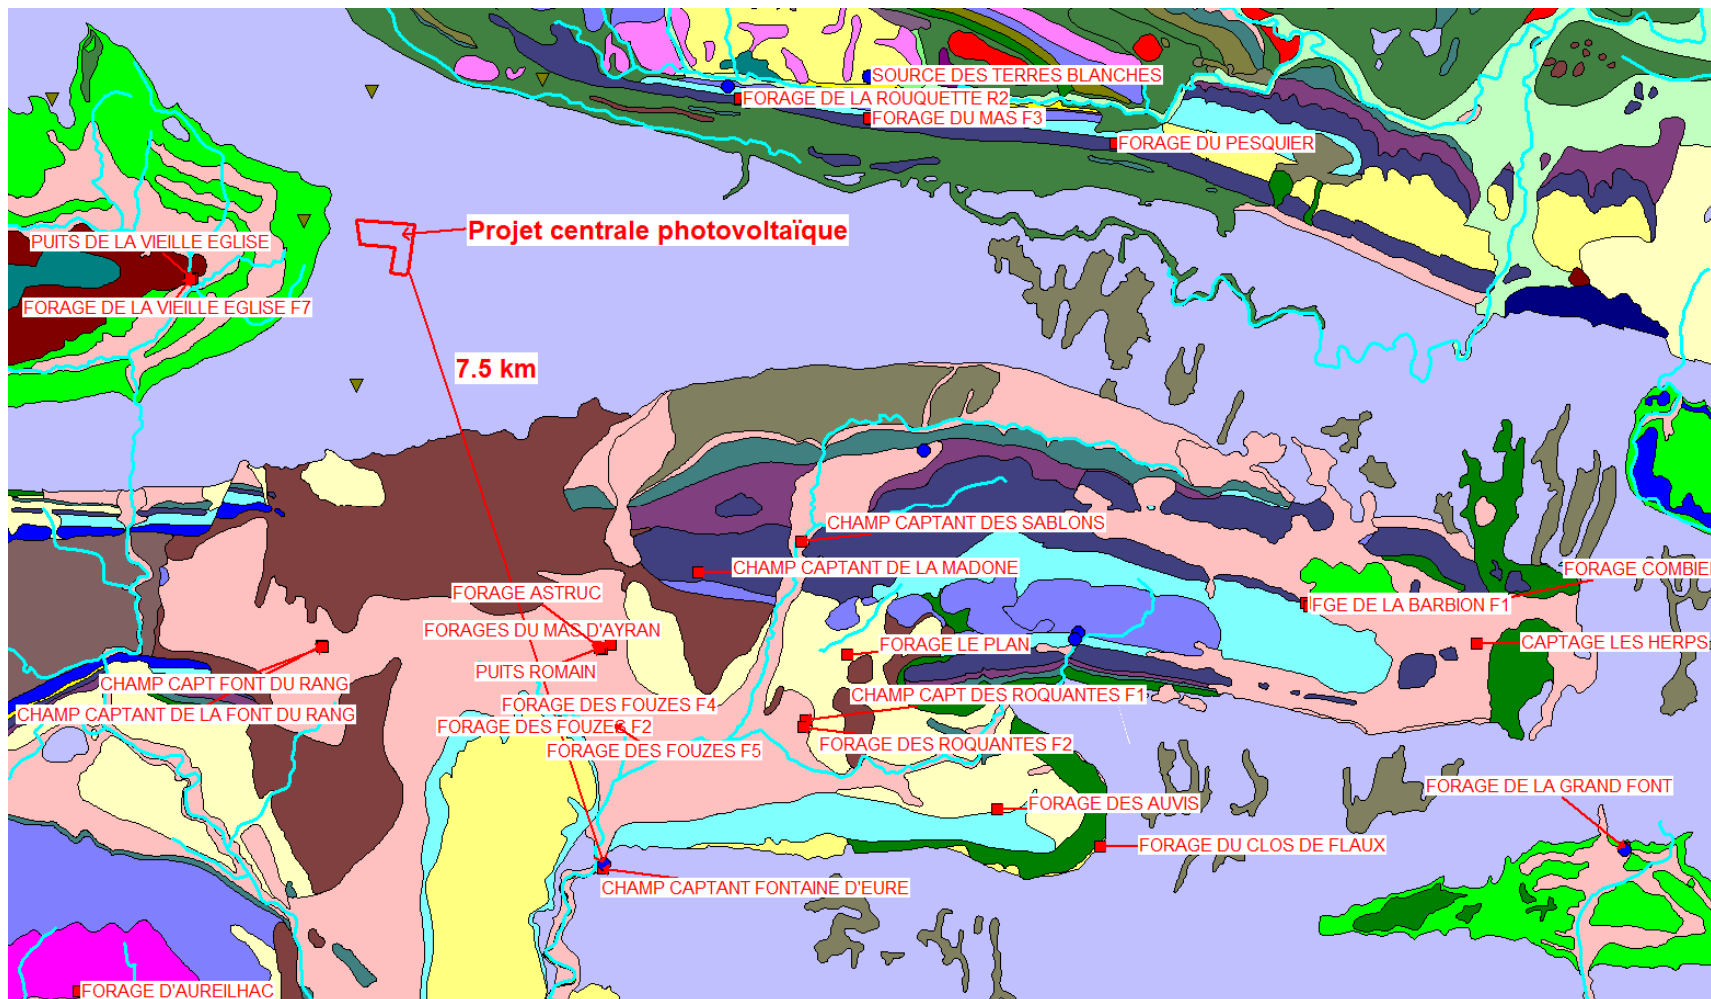 SOURCE DES TERRES BLANCHES
FORAGE DE LA ROUQUETTE R2
FORAGE DU MAS F3
FORAGE DU PESQUIER
Projet centrale photovoltaïque
PUITS DE LA VIEILLE EGLISE
FORAGE DE LA VIEILLE EGLISE F7
7.5 km
CHAMP CAPTANT DES SABLONS
CHAMP CAPTANT DE LA MADONE
FORAGE COMBIE
FORAGE ASTRUC
FGE DE LA BARBION F1
FORAGES DU MAS D'AYRAN
FORAGE LE PLAN
CAPTAGE LES HERPS
PUITS ROMAIN
CHAMP CAPT FONT DU RANG
CHAMP CAPT DES ROQUANTES F1
FORAGE DES FOUZES F4
CHAMP CAPTANT DE LA FONT DU RANG
FORAGE DES FOUZES F2
FORAGE DES ROQUANTES F2
FORAGE DES FOUZES F5
FORAGE DE LA GRAND FONT
FORAGE DES AUVIS
FORAGE DU CLOS DE FLAUX
CHAMP CAPTANT FONTAINE D'EURE
FORAGE D'AUREILHAC